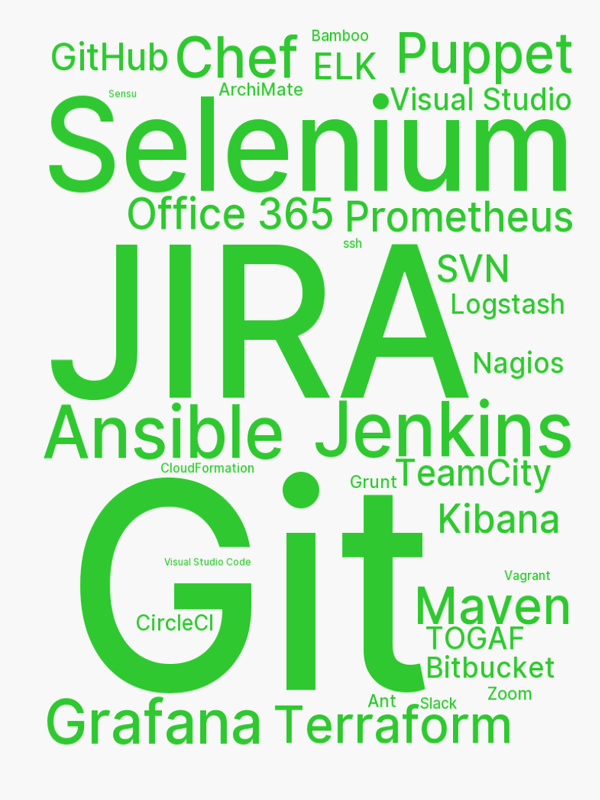 Bamboo
GitHub
Chef
ELK
Puppet
Sensu
ArchiMate
Visual Studio
Selenium
Office 365
Prometheus
ssh
JIRA
SVN
Logstash
Nagios
Ansible
Jenkins
CloudFormation
Grunt
TeamCity
Git
Kibana
Visual Studio Code
Vagrant
CircleCI
Maven
TOGAF
Bitbucket
Zoom
Ant
Slack
Grafana
Terraform